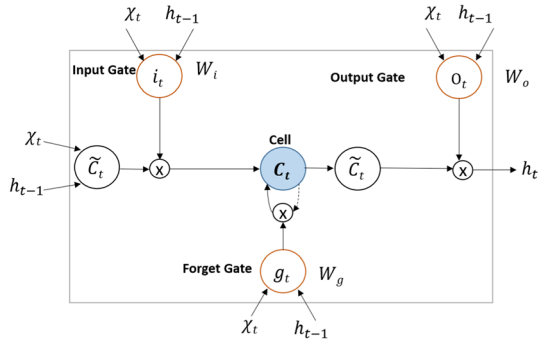 χₜ hₜ₋₁ χₜ hₜ₋₁
Input Gate iₜ Wᵢ Output Gate oₜ Wₒ
χₜ Cell
C̃ₜ x Cₜ C̃ₜ x hₜ
hₜ₋₁
x
Forget Gate gₜ W_g
χₜ hₜ₋₁